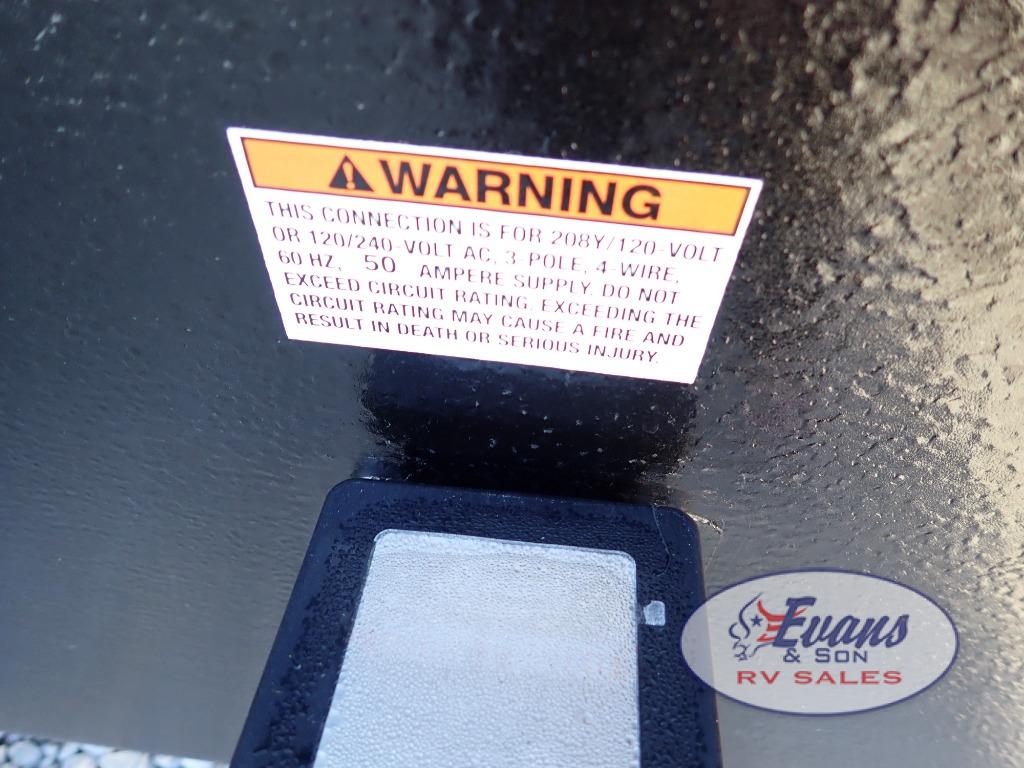 WARNING
THIS CONNECTION IS FOR 208Y/120-VOLT
OR 120/240-VOLT AC, 3-POLE, 4-WIRE,
60 HZ, 50 AMPERE SUPPLY. DO NOT
EXCEED CIRCUIT RATING. EXCEEDING THE
CIRCUIT RATING MAY CAUSE A FIRE AND
RESULT IN DEATH OR SERIOUS INJURY.
Evans
& SON
RV SALES